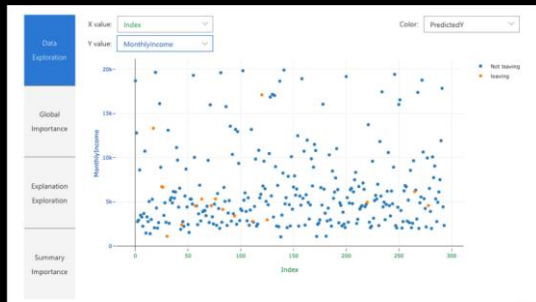 X value:
Index
Color:
PredictedY
Y value:
MonthlyIncome
Data
Exploration
Global
Importance
Explanation
Exploration
Summary
Importance
Not leaving
leaving
20k
15k
10k
5k
0
MonthlyIncome
0 50 100 150 200 250 300
Index